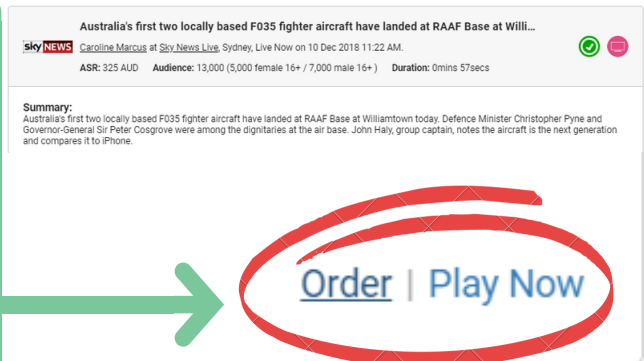 Australia's first two locally based F035 fighter aircraft have landed at RAAF Base at Willi...
sky NEWS
Caroline Marcus at Sky News Live, Sydney, Live Now on 10 Dec 2018 11:22 AM.
ASR: 325 AUD Audience: 13,000 (5,000 female 16+ / 7,000 male 16+ ) Duration: 0mins 57secs
Summary:
Australia's first two locally based F035 fighter aircraft have landed at RAAF Base at Williamtown today. Defence Minister Christopher Pyne and
Governor-General Sir Peter Cosgrove were among the dignitaries at the air base. John Haly, group captain, notes the aircraft is the next generation
and compares it to iPhone.
Order | Play Now